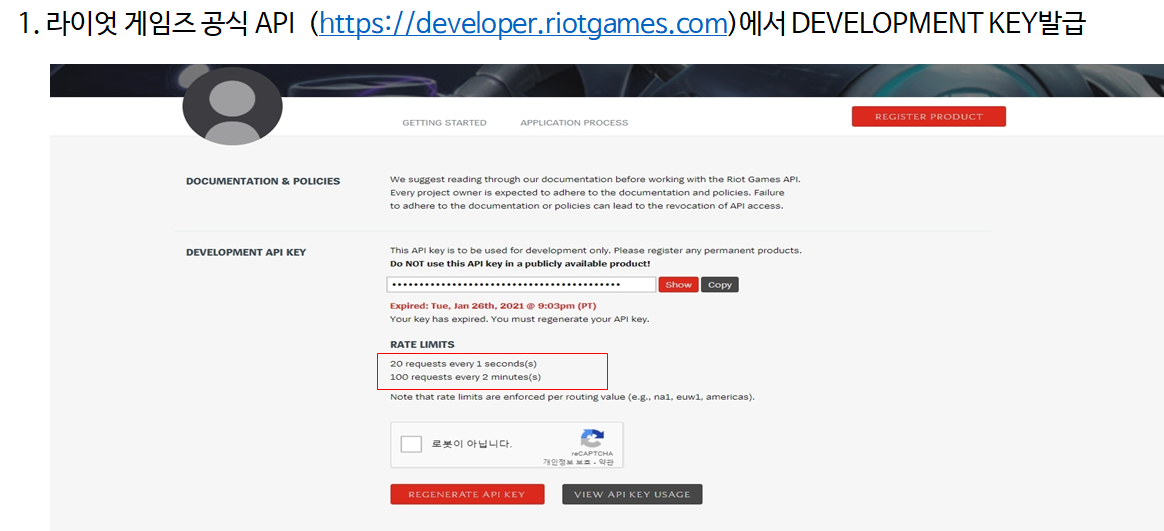 1. 라이엇 게임즈 공식 API (https://developer.riotgames.com)에서 DEVELOPMENT KEY발급
GETTING STARTED
APPLICATION PROCESS
REGISTER PRODUCT
DOCUMENTATION & POLICIES
We suggest reading through our documentation before working with the Riot Games API.
Every project owner is expected to adhere to the documentation and policies. Failure
to adhere to the documentation or policies can lead to the revocation of API access.
DEVELOPMENT API KEY
This API key is to be used for development only. Please register any permanent products.
Do NOT use this API key in a publicly available product!
Show
Copy
Expired: Tue, Jan 26th, 2021 @ 9:03pm (PT)
Your key has expired. You must regenerate your API key.
RATE LIMITS
20 requests every 1 seconds(s)
100 requests every 2 minutes(s)
Note that rate limits are enforced per routing value (e.g., na1, euw1, americas).
로봇이 아닙니다.
reCAPTCHA
개인정보 보호 - 약관
REGENERATE API KEY
VIEW API KEY USAGE